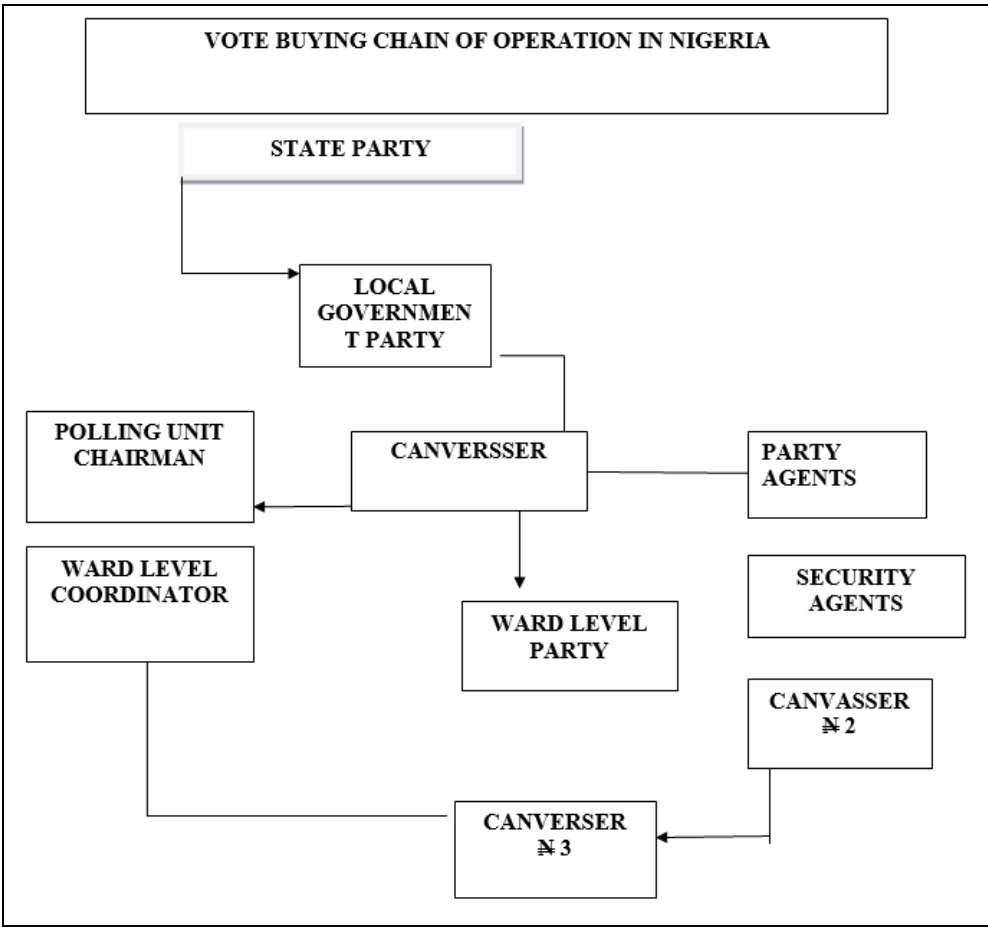 VOTE BUYING CHAIN OF OPERATION IN NIGERIA
STATE PARTY
LOCAL
GOVERNMEN
T PARTY
POLLING UNIT
CHAIRMAN
CANVERSSER
PARTY
AGENTS
WARD LEVEL
COORDINATOR
SECURITY
AGENTS
WARD LEVEL
PARTY
CANVASSER
₦ 2
CANVERSER
₦ 3